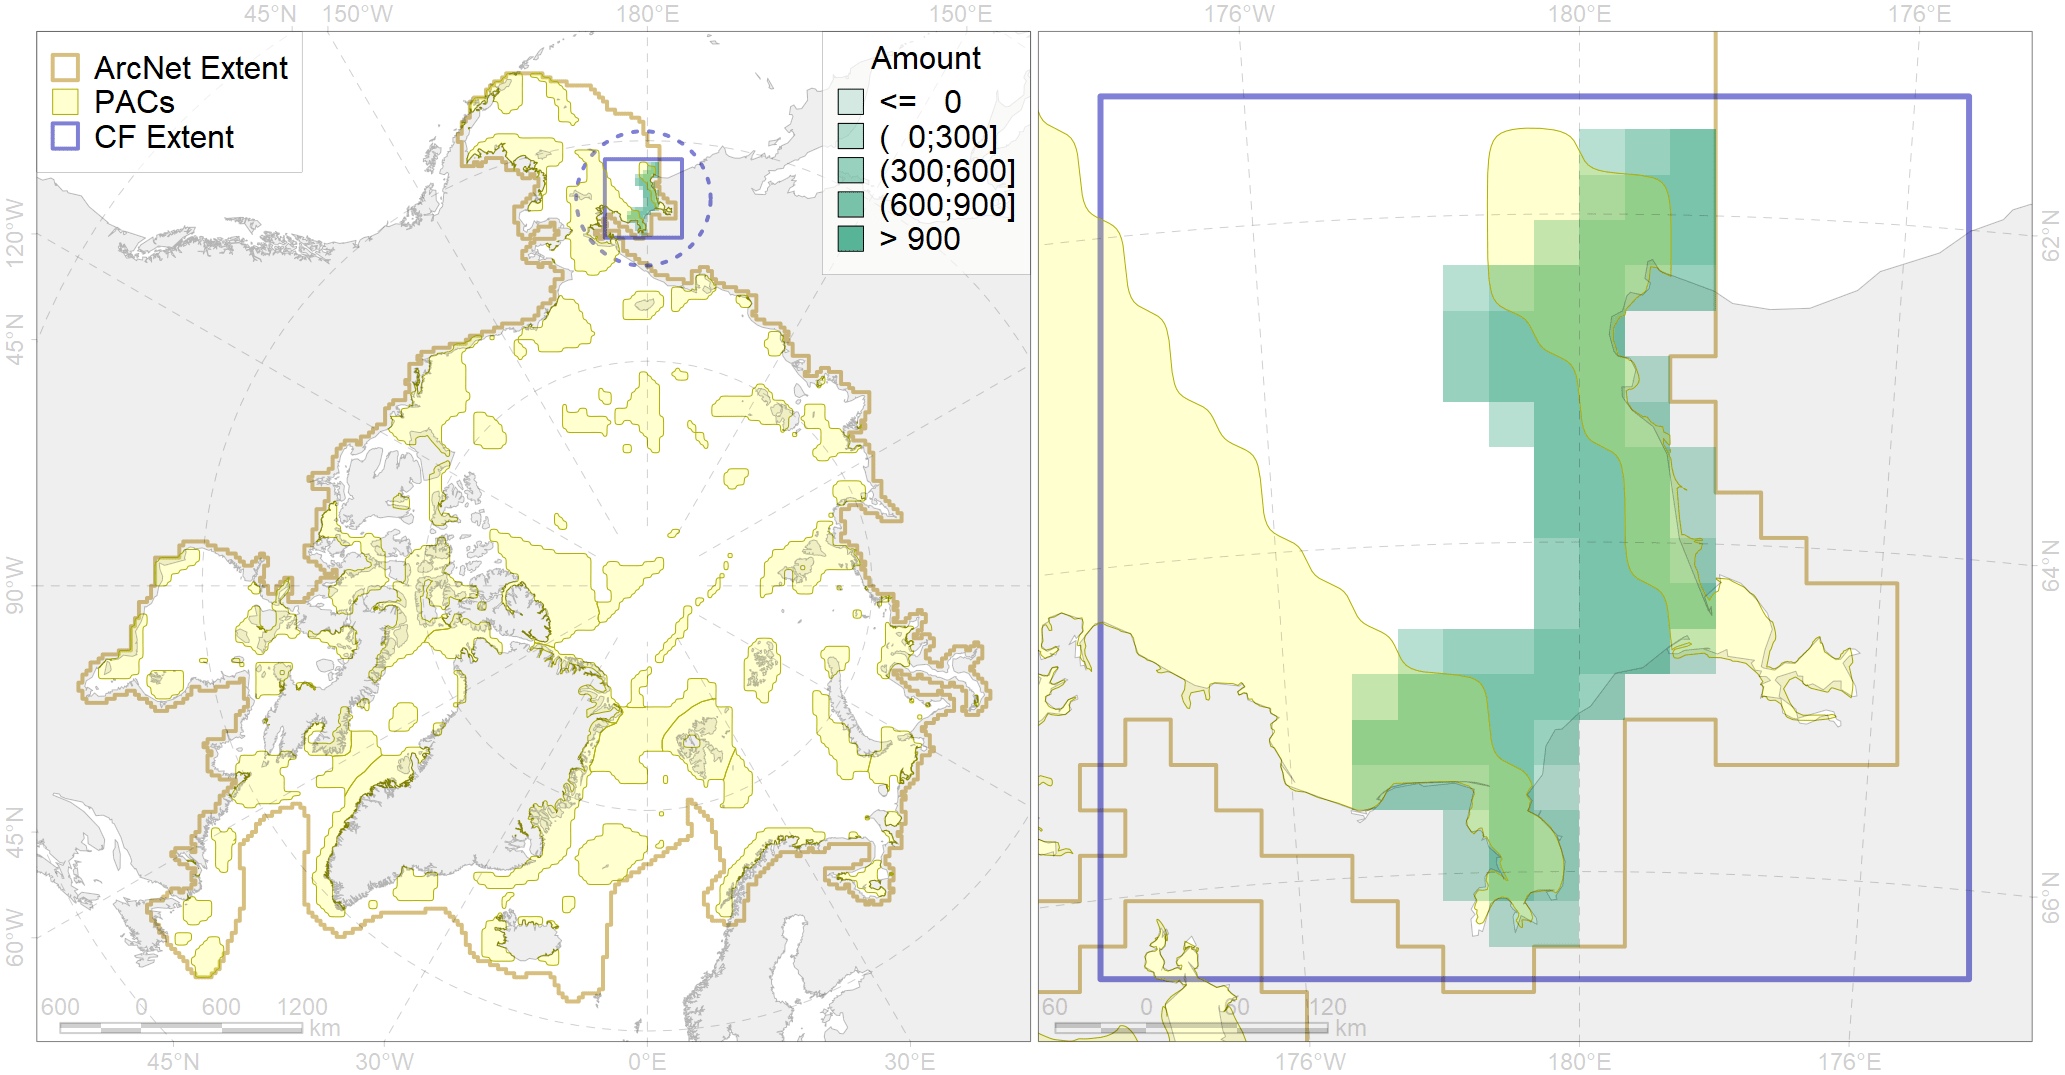 45°N 150°W 180°E 150°E 176°W 180°E 176°E
ArcNet Extent
PACs
CF Extent
Amount
<= 0
( 0;300]
(300;600]
(600;900]
> 900
120°W
45°N
90°W
45°N
60°W
62°N
64°N
66°N
600 0 600 1200
km
60 0 60 120
km
45°N 30°W 0°E 30°E 176°W 180°E 176°E